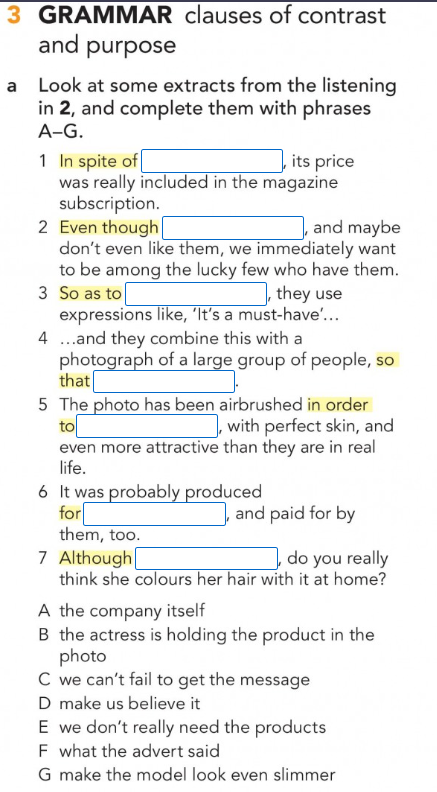 3 GRAMMAR clauses of contrast
and purpose
a Look at some extracts from the listening
in 2, and complete them with phrases
A–G.
1 In spite of , its price
was really included in the magazine
subscription.
2 Even though , and maybe
don't even like them, we immediately want
to be among the lucky few who have them.
3 So as to , they use
expressions like, 'It's a must-have'...
4 ...and they combine this with a
photograph of a large group of people, so
that .
5 The photo has been airbrushed in order
to , with perfect skin, and
even more attractive than they are in real
life.
6 It was probably produced
for , and paid for by
them, too.
7 Although , do you really
think she colours her hair with it at home?
A the company itself
B the actress is holding the product in the
photo
C we can't fail to get the message
D make us believe it
E we don't really need the products
F what the advert said
G make the model look even slimmer